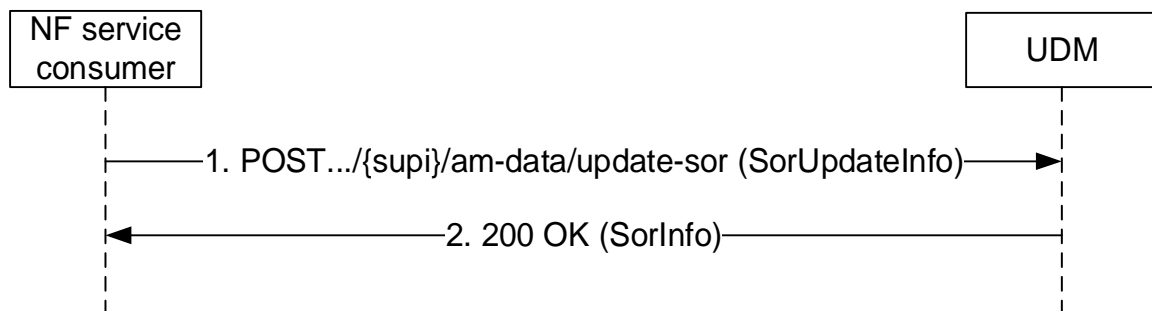 NF service
consumer
UDM
1. POST.../{supi}/am-data/update-sor (SorUpdateInfo)
2. 200 OK (SorInfo)